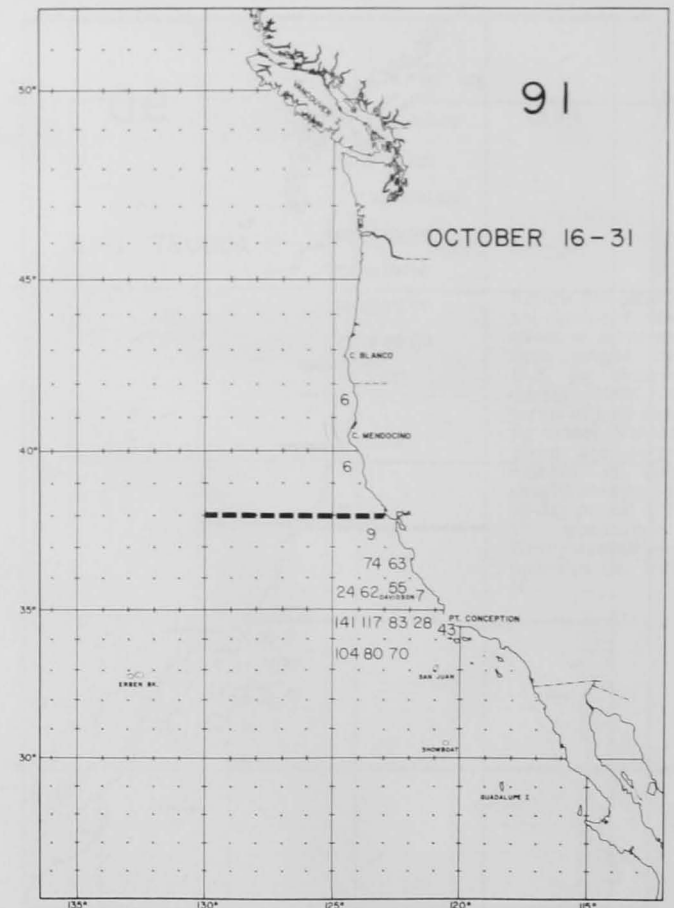 50°
VANCOUVER
91
OCTOBER 16-31
45°
C. BLANCO
6
C. MENDOCINO
40°
6
9
74 63
24 62 55 7
DAVIDSON
35°
PT. CONCEPTION
141 117 83 28 43
104 80 70
SAN JUAN
ERBEN BK.
SHOWBOAT
30°
GUADALUPE I.
135° 130° 125° 120° 115°